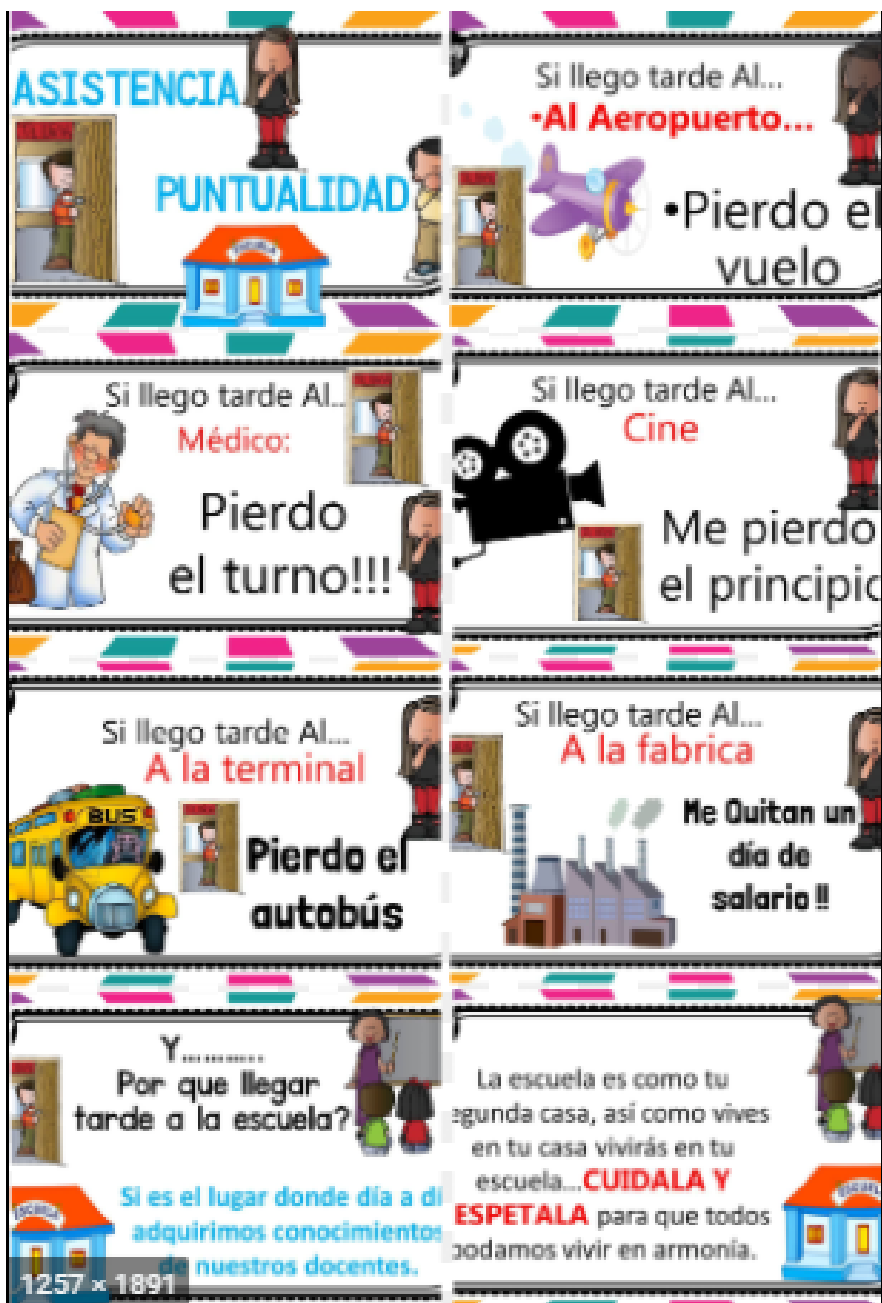 ASISTENCIA
PUNTUALIDAD
ESCUELA
Si llego tarde Al...
•Al Aeropuerto...
•Pierdo el
vuelo
Si llego tarde Al..
Médico:
Pierdo
el turno!!!
Si llego tarde Al...
Cine
Me pierdo
el principio
Si llego tarde Al...
A la terminal
BUS
Pierdo el
autobús
Si llego tarde Al...
A la fabrica
Me Quitan un
día de
salario !!
Y...........
Por que llegar
tarde a la escuela?
ESCUELA
Si es el lugar donde día a dí
adquirimos conocimientos
de nuestros docentes.
La escuela es como tu
egunda casa, así como vives
en tu casa vivirás en tu
escuela...CUIDALA Y
ESPETALA para que todos
podamos vivir en armonía.
ESCUEL
1257 × 1891